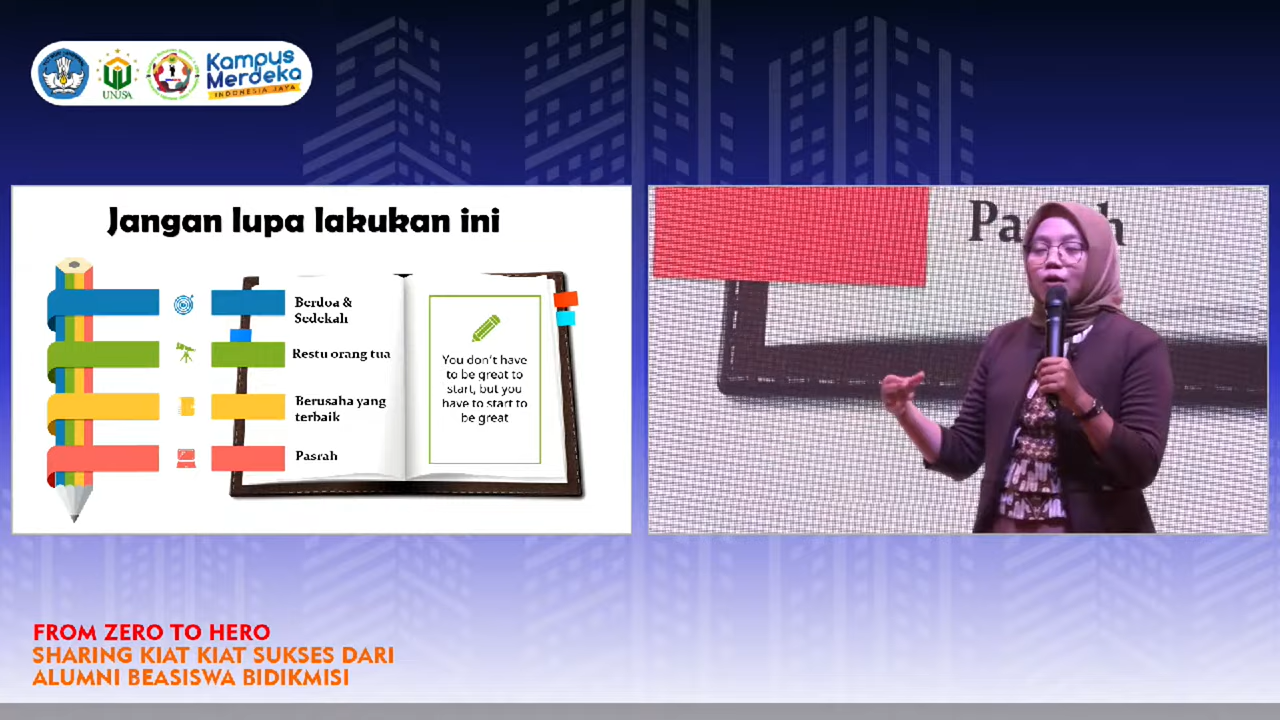 UNUSA
Kampus
Merdeka
INDONESIA JAYA
Jangan lupa lakukan ini
Berdoa &
Sedekah
Restu orang tua
Berusaha yang
terbaik
Pasrah
You don't have
to be great to
start, but you
have to start to
be great
FROM ZERO TO HERO
SHARING KIAT KIAT SUKSES DARI
ALUMNI BEASISWA BIDIKMISI